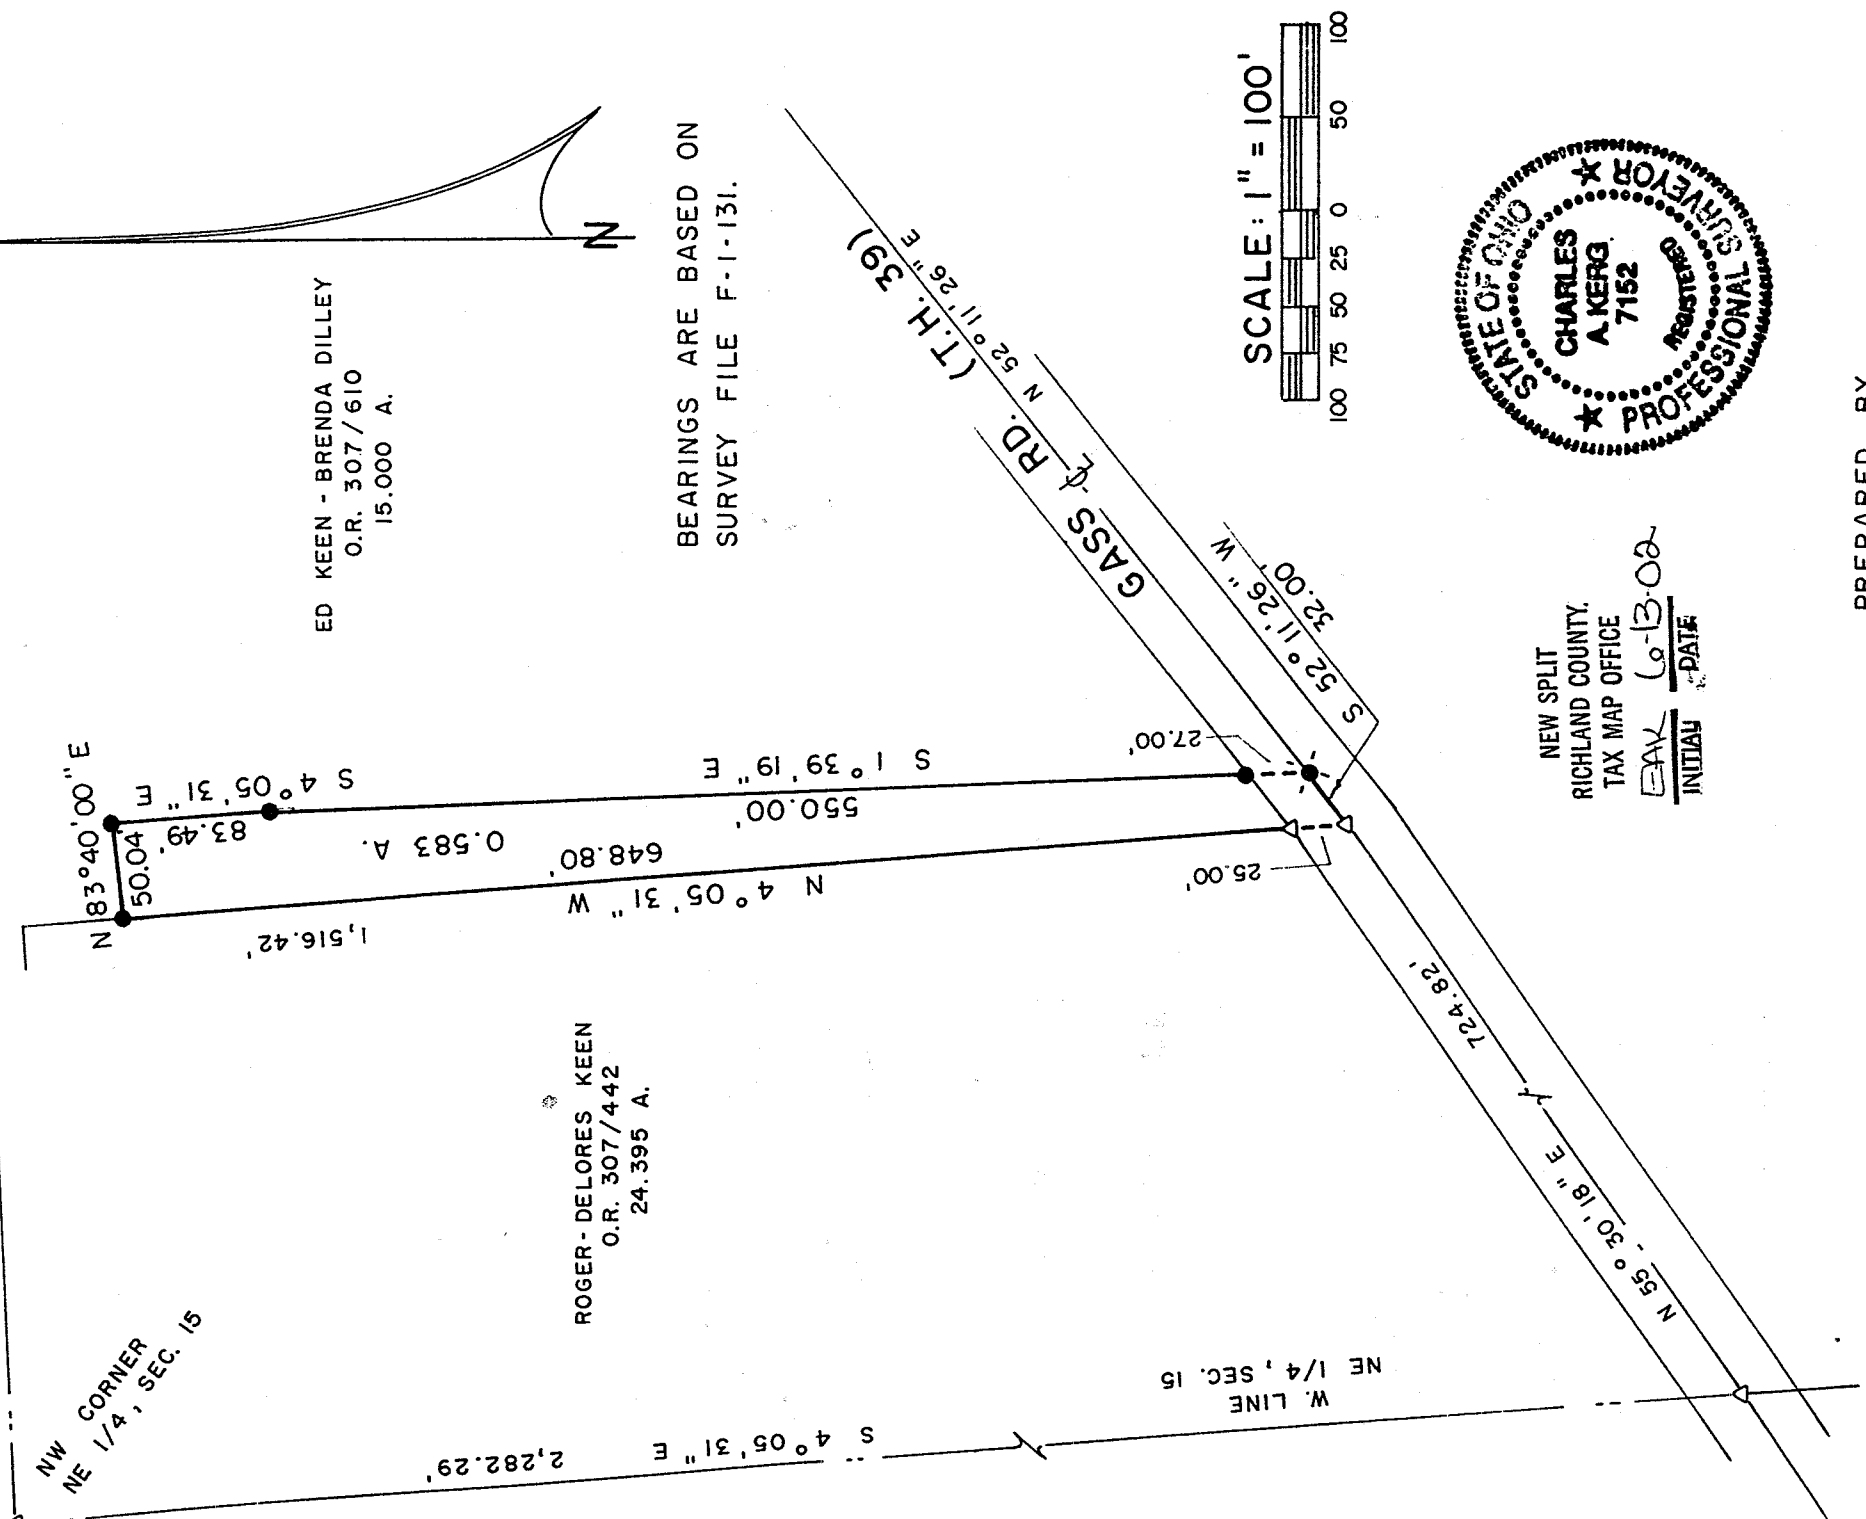 NW CORNER
NE 1/4, SEC. 15
ED KEEN - BRENDA DILLEY
O.R. 307/610
15.000 A.
N
BEARINGS ARE BASED ON
SURVEY FILE F-1-131.
N 83°40'00" E
50.04'
S 4°05'31" E
83.49'
S 1°39'19" E
550.00'
0.583 A.
648.80'
N 4°05'31" W
1,516.42'
27.00'
25.00'
ROGER-DELORES KEEN
O.R. 307/442
24.395 A.
GASS RD. (T.H. 39)
N 52°11'26" E
S 52°11'26" W
32.00'
724.82'
N 55°30'18" E
W. LINE
NE 1/4, SEC. 15
S 4°05'31" E
2,282.29'
SCALE: 1" = 100'
100 75 50 25 0 50 100
STATE OF OHIO
CHARLES
A. KERG
7152
REGISTERED
PROFESSIONAL SURVEYOR
NEW SPLIT
RICHLAND COUNTY.
TAX MAP OFFICE
EAK 6-13-02
INITIAL DATE
PREPARED BY